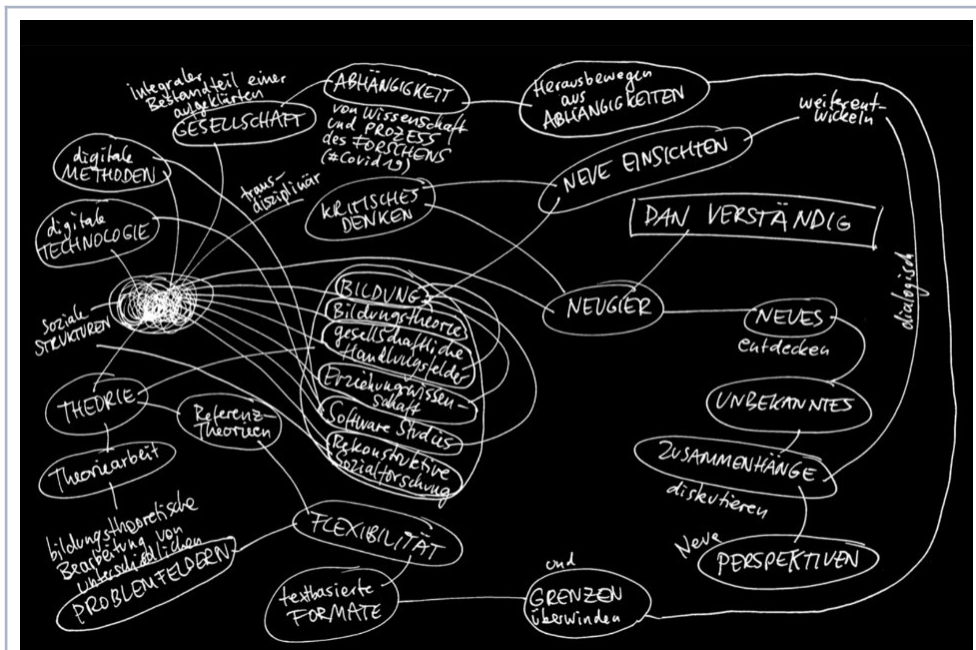 integraler
Bestandteil einer
aufgeklärten
GESELLSCHAFT
ABHÄNGIGKEIT
von Wissenschaft
und PROZESS
des FORSCHENS
(#Covid19)
Herausbewegen
aus
ABHÄNGIGKEITEN
weiterent-
wickeln
digitale
METHODEN
trans-
disziplinär
KRITISCHES
DENKEN
NEUE EINSICHTEN
DAN VERSTÄNDIG
digitale
TECHNOLOGIE
dialogisch
soziale
STRUKTUREN
BILDUNG
Bildungstheorie
gesellschaftliche
Handlungsfelder
Erziehungswissen-
schaft
Software Studies
Rekonstruktive
Sozialforschung
NEUGIER
NEUES
entdecken
UNBEKANNTES
ZUSAMMENHÄNGE
diskutieren
Neue
PERSPEKTIVEN
THEORIE
Referenz-
Theorien
Theoriearbeit
bildungstheoretische
Bearbeitung von
unterschiedlichen
PROBLEMFELDERN
FLEXIBILITÄT
textbasierte
FORMATE
und
GRENZEN
überwinden